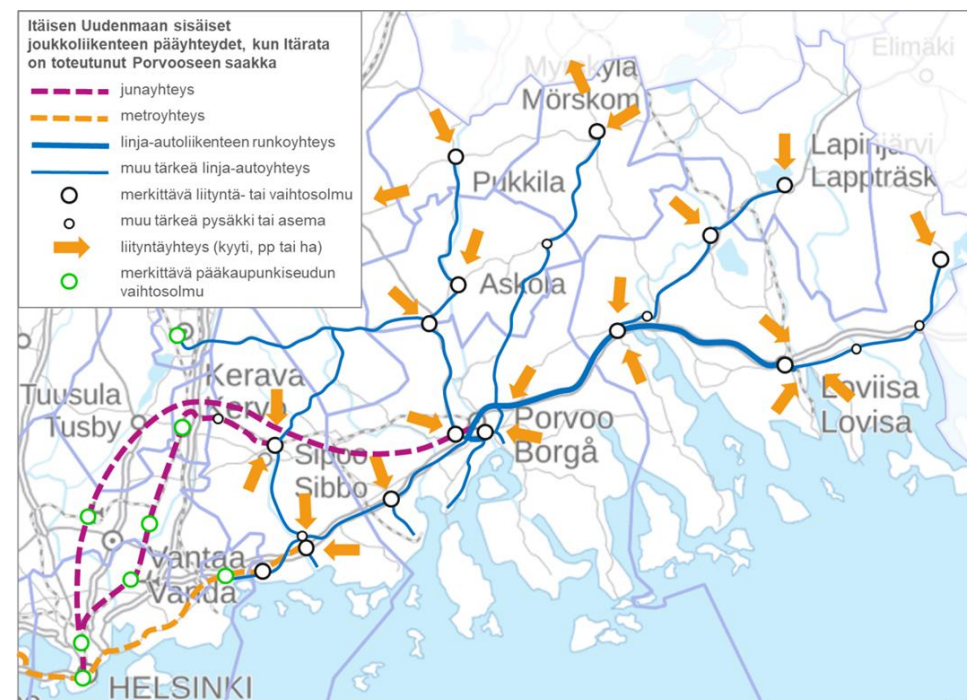 Itäisen Uudenmaan sisäiset
joukkoliikenteen pääyhteydet, kun Itärata
on toteutunut Porvooseen saakka
junayhteys
metroyhteys
linja-autoliikenteen runkoyhteys
muu tärkeä linja-autoyhteys
merkittävä liityntä- tai vaihtosolmu
muu tärkeä pysäkki tai asema
liityntäyhteys (kyyti, pp tai ha)
merkittävä pääkaupunkiseudun
vaihtosolmu
Elimäki
Mörskom
Lapinjärvi
Lappträsk
Pukkila
Askola
Kerava
Kervo
Tuusula
Tusby
Porvoo
Borgå
Loviisa
Lovisa
Sipoo
Sibbo
Vantaa
Vanda
HELSINKI